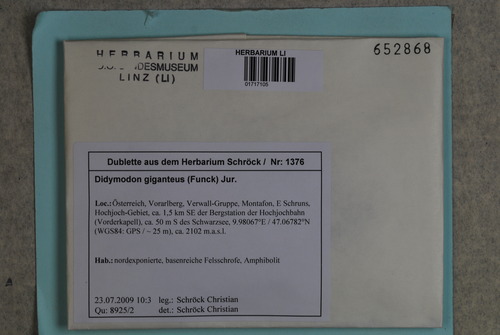 HERBARIUM
DESMUSEUM
LINZ (LI)
HERBARIUM LI
01717105
652868
Dublette aus dem Herbarium Schröck / Nr: 1376
Didymodon giganteus (Funck) Jur.
Loc.:Österreich, Vorarlberg, Verwall-Gruppe, Montafon, E Schruns,
Hochjoch-Gebiet, ca. 1,5 km SE der Bergstation der Hochjochbahn
(Vorderkapell), ca. 50 m S des Schwarzsee, 9.98067°E / 47.06782°N
(WGS84: GPS / ~ 25 m), ca. 2102 m.a.s.l.
Hab.:nordexponierte, basenreiche Felsschrofe, Amphibolit
23.07.2009 10:3 leg.: Schröck Christian
Qu: 8925/2 det.: Schröck Christian